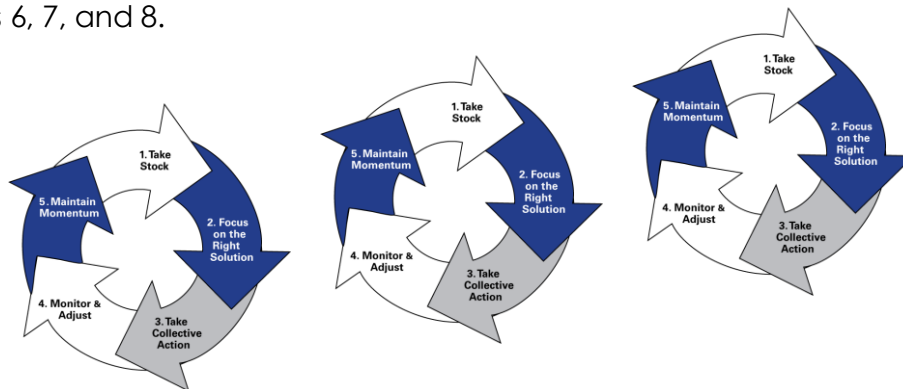 s 6, 7, and 8.
1. Take
Stock
2. Focus
on the
Right
Solution
3. Take
Collective
Action
4. Monitor &
Adjust
5. Maintain
Momentum
1. Take
Stock
2. Focus
on the
Right
Solution
3. Take
Collective
Action
4. Monitor &
Adjust
5. Maintain
Momentum
1. Take
Stock
2. Focus
on the
Right
Solution
3. Take
Collective
Action
4. Monitor &
Adjust
5. Maintain
Momentum